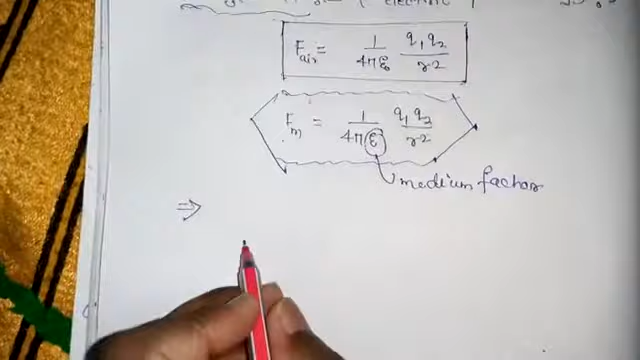 F_air = 1/4πε₀ q₁q₂/r²
F_m = 1/4πε q₁q₂/r²
medium factor
⇒